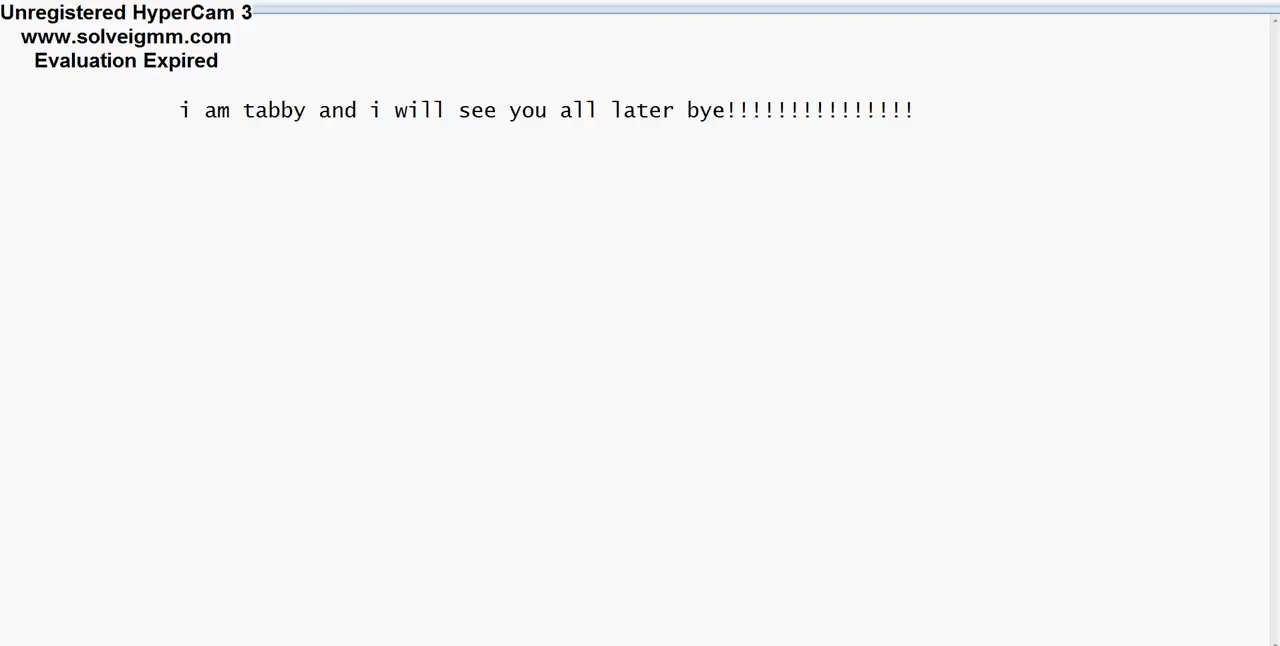 Unregistered HyperCam 3
www.solveigmm.com
Evaluation Expired
i am tabby and i will see you all later bye!!!!!!!!!!!!!!!